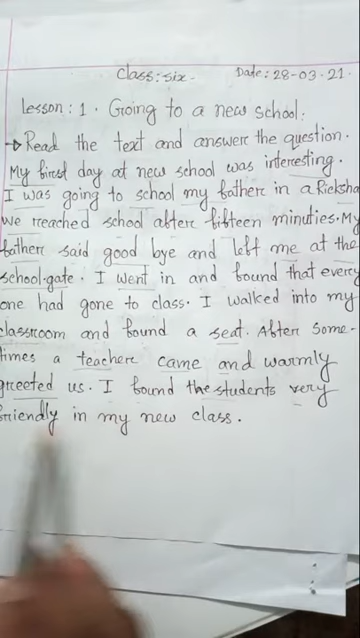 Class: six. Date: 28-03-21.
Lesson: 1. Going to a new school.
→ Read the text and answer the question.
My first day at new school was interesting.
I was going to school my father in a Rieksha
we reached school after fifteen minuties. My
father said good bye and left me at the
school-gate. I went in and found that every
one had gone to class. I walked into my
classroom and found a seat. After some-
times a teacher came and warmly
greeted us. I found the students very
friendly in my new class.